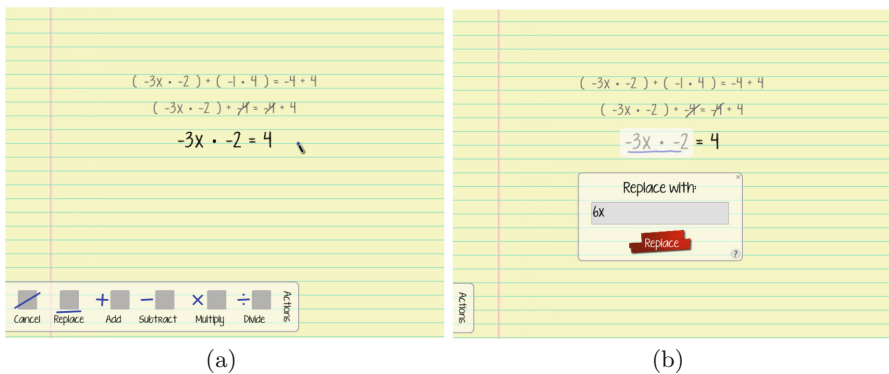 ( -3x • -2 ) + ( -1 • 4 ) = -4 + 4
( -3x • -2 ) + -4 = -4 + 4
-3x • -2 = 4
Cancel Replace Add Subtract Multiply Divide
Actions
(a)
( -3x • -2 ) + ( -1 • 4 ) = -4 + 4
( -3x • -2 ) + -4 = -4 + 4
-3x • -2 = 4
Replace with:
6x
Replace
?
Actions
(b)